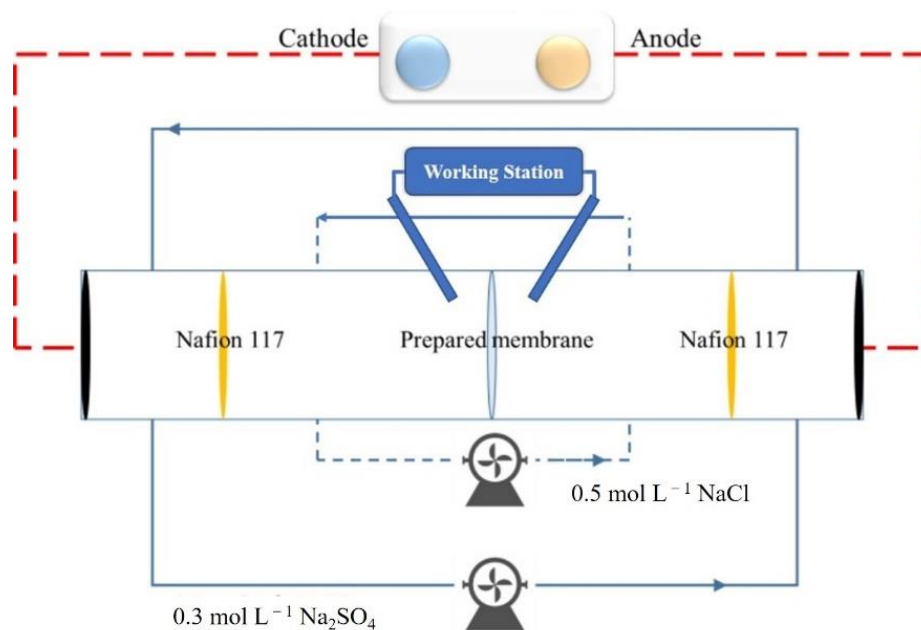 Cathode
Anode
Working Station
Nafion 117
Prepared membrane
Nafion 117
0.5 mol L⁻¹ NaCl
0.3 mol L⁻¹ Na₂SO₄